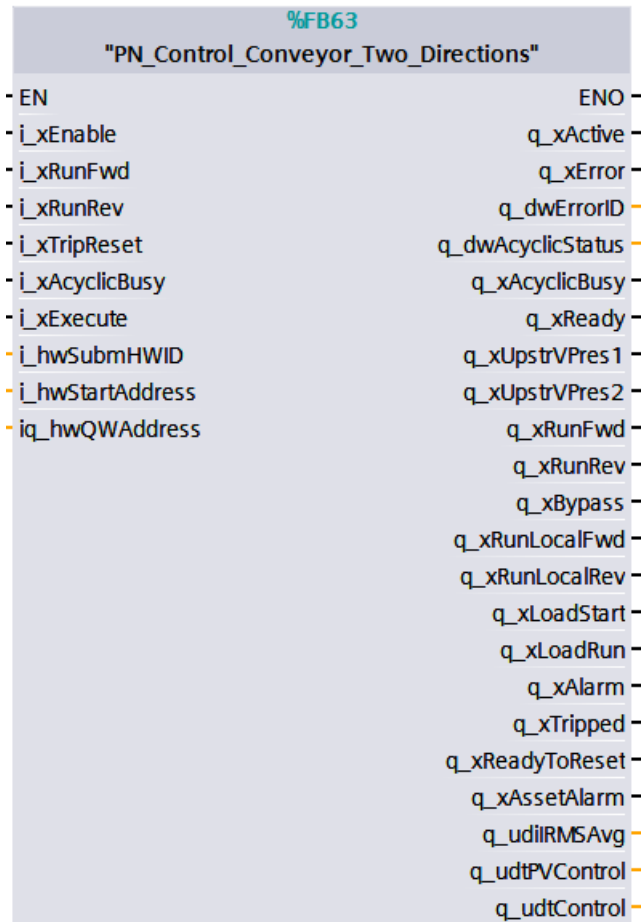 %FB63
"PN_Control_Conveyor_Two_Directions"
EN ENO
i_xEnable q_xActive
i_xRunFwd q_xError
i_xRunRev q_dwErrorID
i_xTripReset q_dwAcyclicStatus
i_xAcyclicBusy q_xAcyclicBusy
i_xExecute q_xReady
i_hwSubmHWID q_xUpstrVPres1
i_hwStartAddress q_xUpstrVPres2
iq_hwQWAddress q_xRunFwd
q_xRunRev
q_xBypass
q_xRunLocalFwd
q_xRunLocalRev
q_xLoadStart
q_xLoadRun
q_xAlarm
q_xTripped
q_xReadyToReset
q_xAssetAlarm
q_udiIRMSAvg
q_udtPVControl
q_udtControl